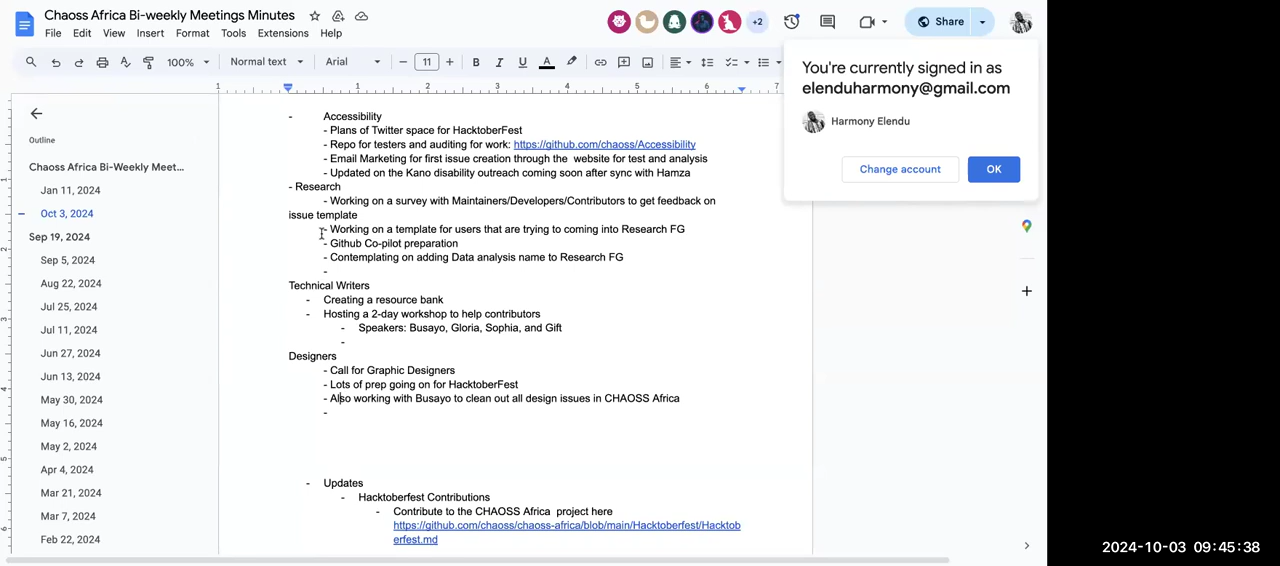 Chaoss Africa Bi-weekly Meetings Minutes
File Edit View Insert Format Tools Extensions Help
+2
Share
100%
Normal text
Arial
11
B I U A
1 1 2 3 4 5 6 7
You're currently signed in as
elenduharmony@gmail.com
Harmony Elendu
Change account
OK
Outline
Chaoss Africa Bi-Weekly Meet...
Jan 11, 2024
Oct 3, 2024
Sep 19, 2024
Sep 5, 2024
Aug 22, 2024
Jul 25, 2024
Jul 11, 2024
Jun 27, 2024
Jun 13, 2024
May 30, 2024
May 16, 2024
May 2, 2024
Apr 4, 2024
Mar 21, 2024
Mar 7, 2024
Feb 22, 2024
- Accessibility
- Plans of Twitter space for HacktoberFest
- Repo for testers and auditing for work: https://github.com/chaoss/Accessibility
- Email Marketing for first issue creation through the website for test and analysis
- Updated on the Kano disability outreach coming soon after sync with Hamza
- Research
- Working on a survey with Maintainers/Developers/Contributors to get feedback on
issue template
- Working on a template for users that are trying to coming into Research FG
- Github Co-pilot preparation
- Contemplating on adding Data analysis name to Research FG
-
Technical Writers
- Creating a resource bank
- Hosting a 2-day workshop to help contributors
- Speakers: Busayo, Gloria, Sophia, and Gift
-
Designers
- Call for Graphic Designers
- Lots of prep going on for HacktoberFest
- Also working with Busayo to clean out all design issues in CHAOSS Africa
-
- Updates
- Hacktoberfest Contributions
- Contribute to the CHAOSS Africa project here
https://github.com/chaoss/chaoss-africa/blob/main/Hacktoberfest/Hacktob
erfest.md
2024-10-03 09:45:38